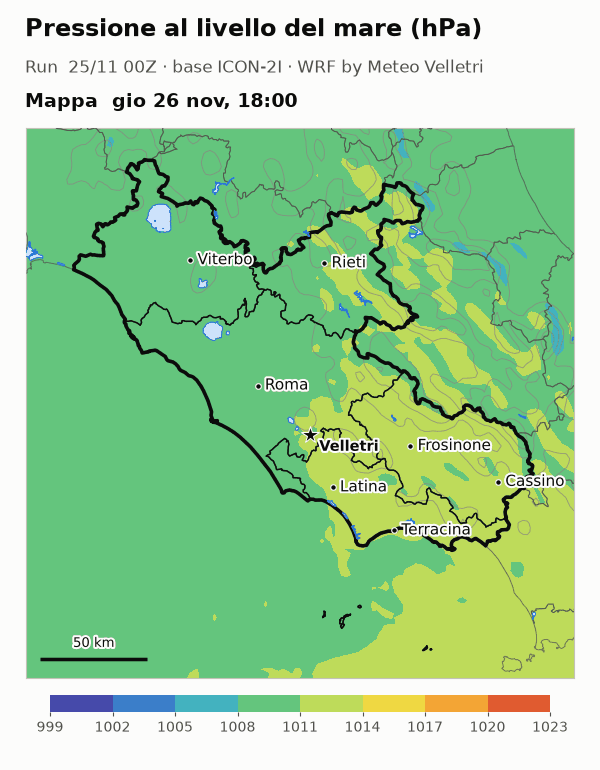 Pressione al livello del mare (hPa)
Run  25/11 00Z · base ICON-2I · WRF by Meteo Velletri
Mappa  gio 26 nov, 18:00
Viterbo
Rieti
Roma
Velletri
Frosinone
Cassino
Latina
Terracina
50 km
999 1002 1005 1008 1011 1014 1017 1020 1023